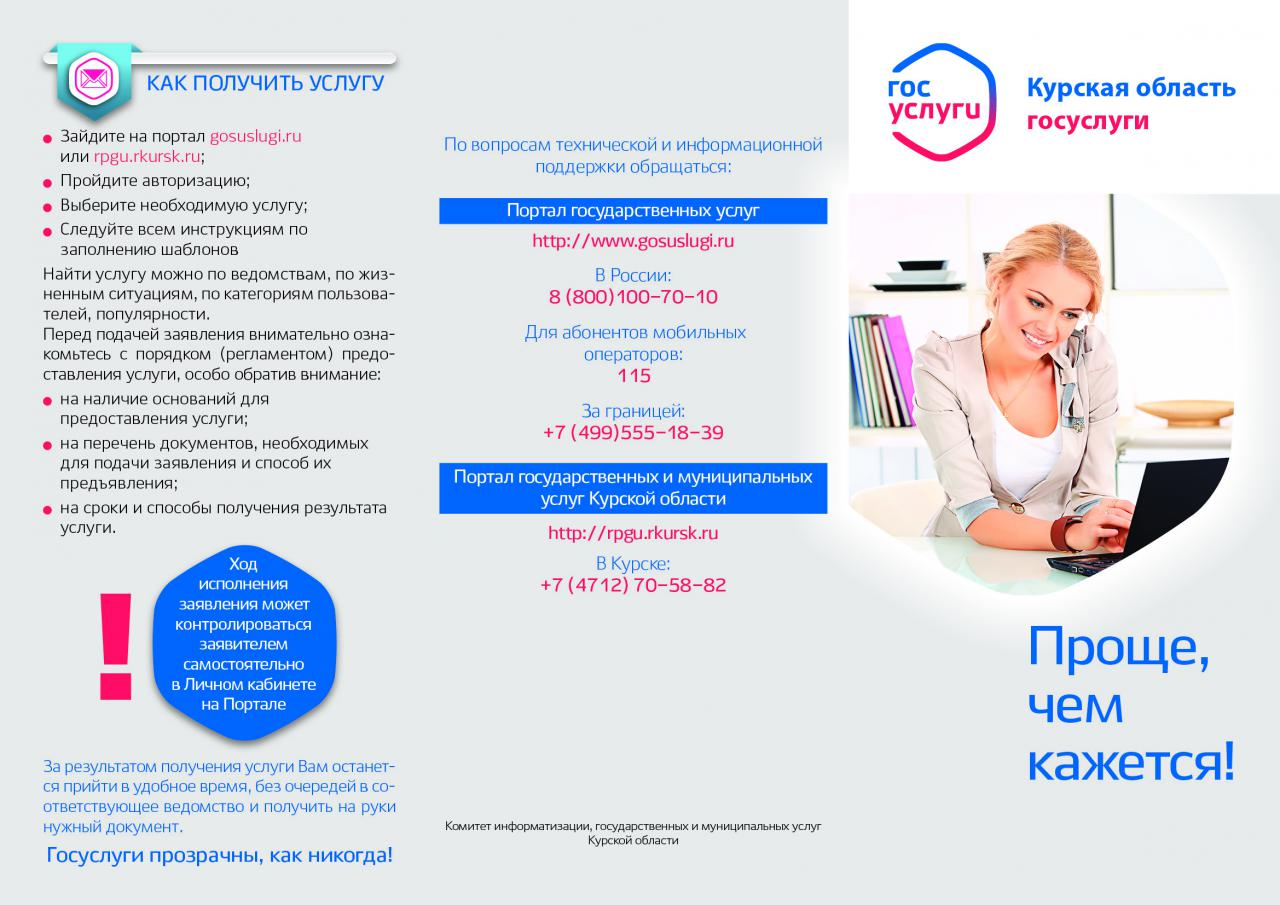 КАК ПОЛУЧИТЬ УСЛУГУ
Зайдите на портал gosuslugi.ru
или rpgu.rkursk.ru;
Пройдите авторизацию;
Выберите необходимую услугу;
Следуйте всем инструкциям по
заполнению шаблонов
Найти услугу можно по ведомствам, по жиз-
ненным ситуациям, по категориям пользова-
телей, популярности.
Перед подачей заявления внимательно озна-
комьтесь с порядком (регламентом) предо-
ставления услуги, особо обратив внимание:
на наличие оснований для
предоставления услуги;
на перечень документов, необходимых
для подачи заявления и способ их
предъявления;
на сроки и способы получения результата
услуги.
!
Ход
исполнения
заявления может
контролироваться
заявителем
самостоятельно
в Личном кабинете
на Портале
За результатом получения услуги Вам останет-
ся прийти в удобное время, без очередей в со-
ответствующее ведомство и получить на руки
нужный документ.
Госуслуги прозрачны, как никогда!
По вопросам технической и информационной
поддержки обращаться:
Портал государственных услуг
http://www.gosuslugi.ru
В России:
8 (800)100-70-10
Для абонентов мобильных
операторов:
115
За границей:
+7 (499)555-18-39
Портал государственных и муниципальных
услуг Курской области
http://rpgu.rkursk.ru
В Курске:
+7 (4712) 70-58-82
Комитет информатизации, государственных и муниципальных услуг
Курской области
гос
услуги
Курская область
госуслуги
Проще,
чем
кажется!